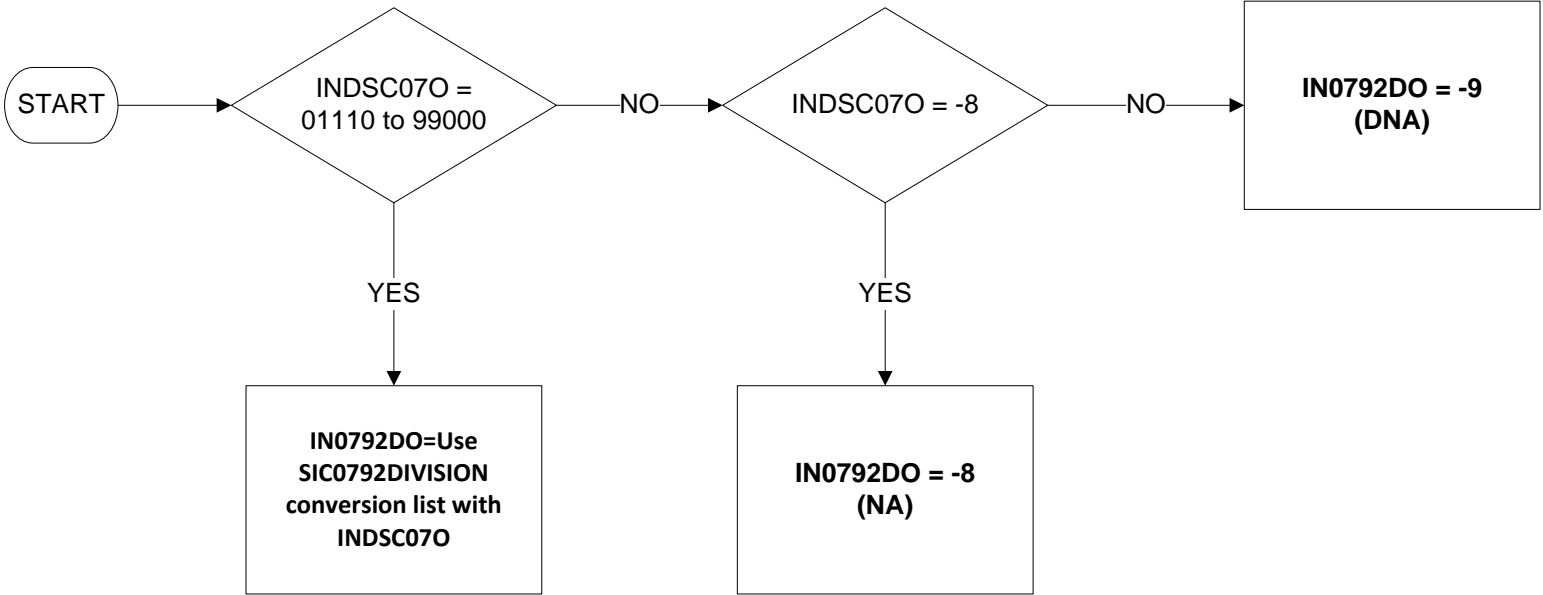 START
INDSC07O =
01110 to 99000
NO
INDSC07O = -8
NO
IN0792DO = -9
(DNA)
YES
YES
IN0792DO=Use
SIC0792DIVISION
conversion list with
INDSC07O
IN0792DO = -8
(NA)